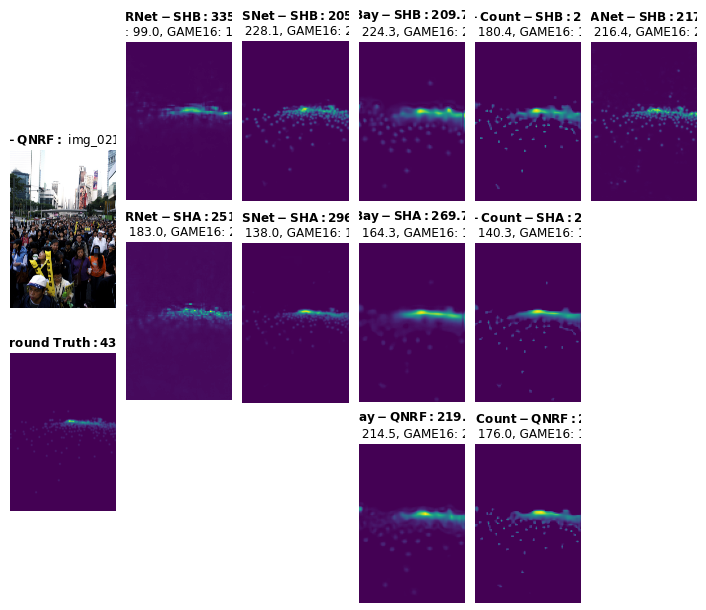 RNet-SHB: 335
: 99.0, GAME16: 1
SNet-SHB: 205
228.1, GAME16: 2
Bay-SHB: 209.7
224.3, GAME16: 2
-Count-SHB: 2
180.4, GAME16: 1
ANet-SHB: 217
216.4, GAME16: 2
- QNRF: img_021
RNet-SHA: 251
183.0, GAME16: 2
SNet-SHA: 296
138.0, GAME16: 1
Bay-SHA: 269.7
164.3, GAME16: 1
-Count-SHA: 2
140.3, GAME16: 1
round Truth: 43
ay-QNRF: 219.
214.5, GAME16: 2
Count-QNRF: 2
176.0, GAME16: 1